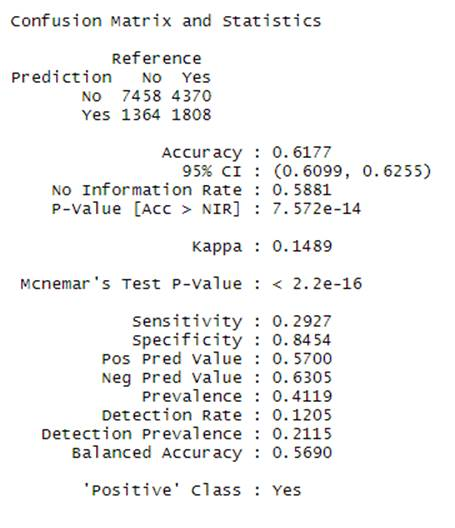 Confusion Matrix and Statistics
Reference
Prediction No Yes
No 7458 4370
Yes 1364 1808
Accuracy : 0.6177
95% CI : (0.6099, 0.6255)
No Information Rate : 0.5881
P-Value [Acc > NIR] : 7.572e-14
Kappa : 0.1489
Mcnemar's Test P-Value : < 2.2e-16
Sensitivity : 0.2927
Specificity : 0.8454
Pos Pred Value : 0.5700
Neg Pred Value : 0.6305
Prevalence : 0.4119
Detection Rate : 0.1205
Detection Prevalence : 0.2115
Balanced Accuracy : 0.5690
'Positive' Class : Yes